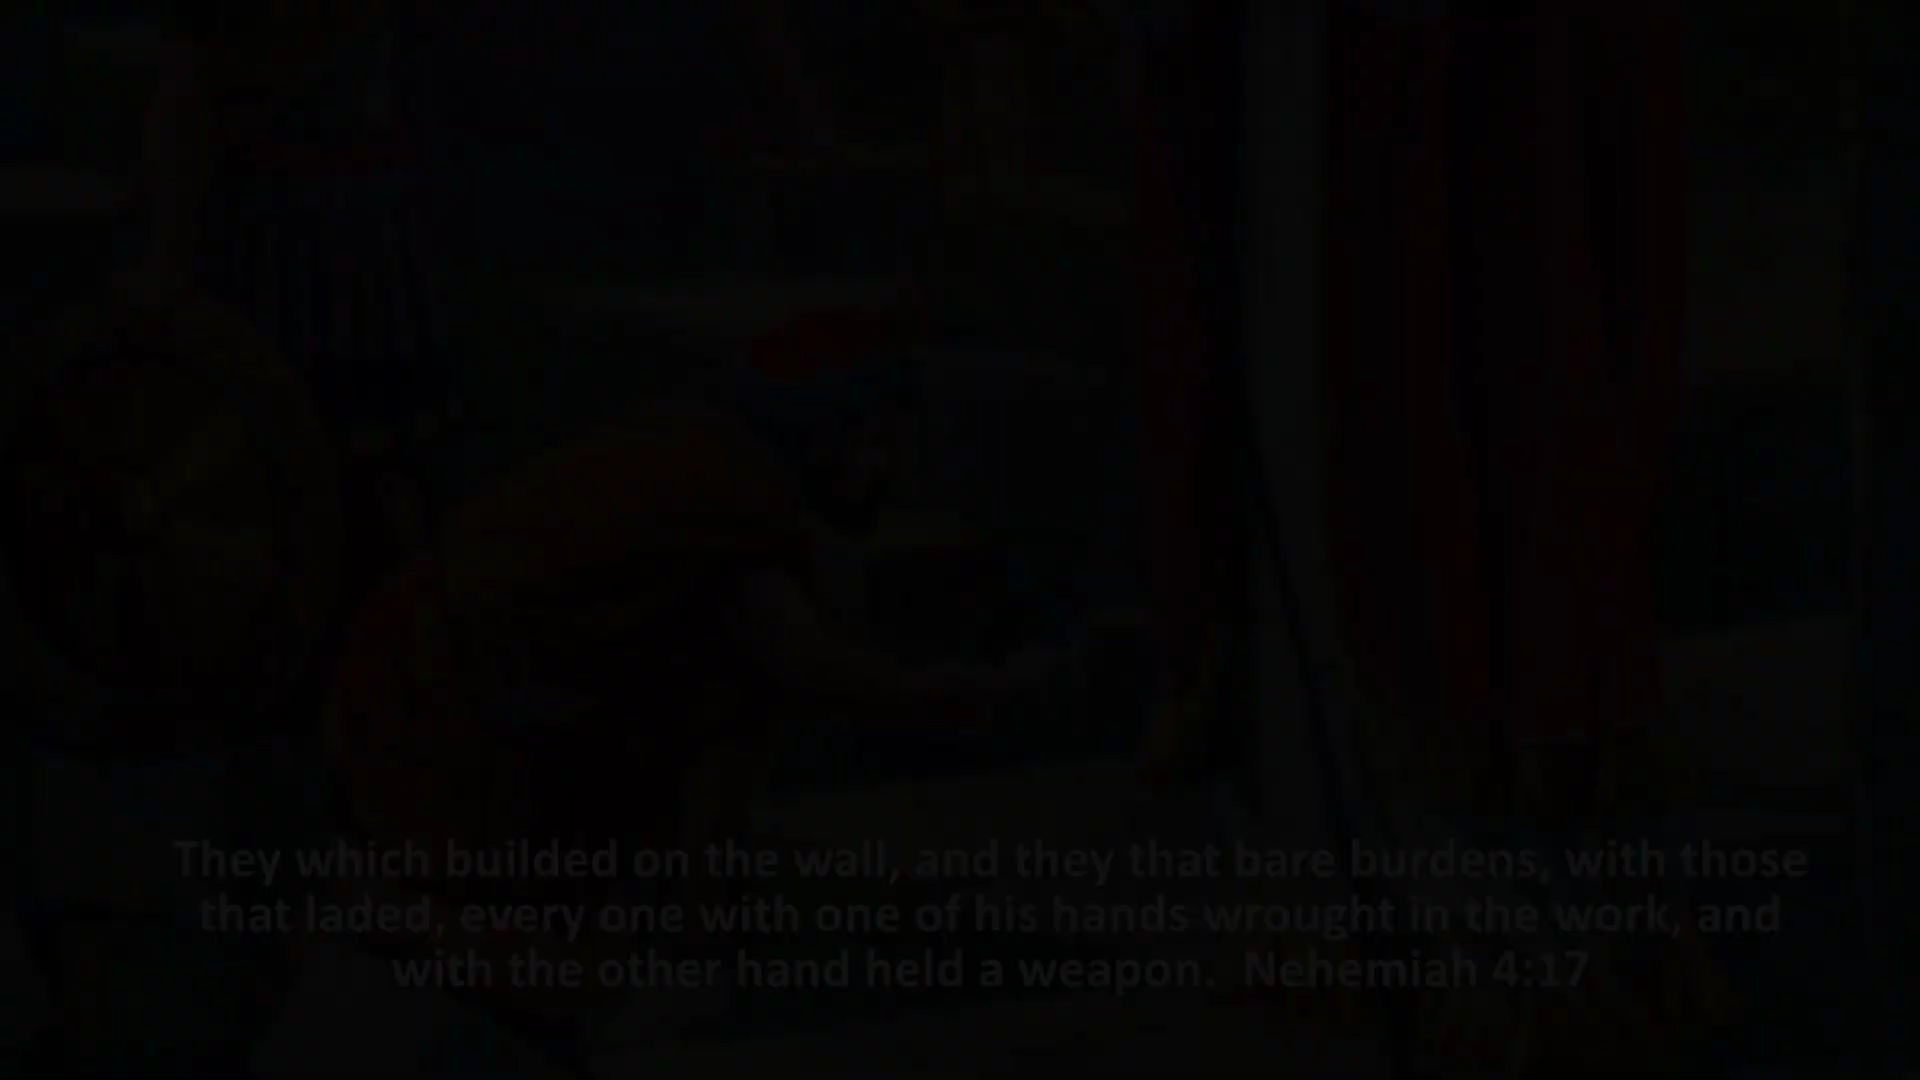 They which builded on the wall, and they that bare burdens, with those
that laded, every one with one of his hands wrought in the work, and
with the other hand held a weapon.  Nehemiah 4:17